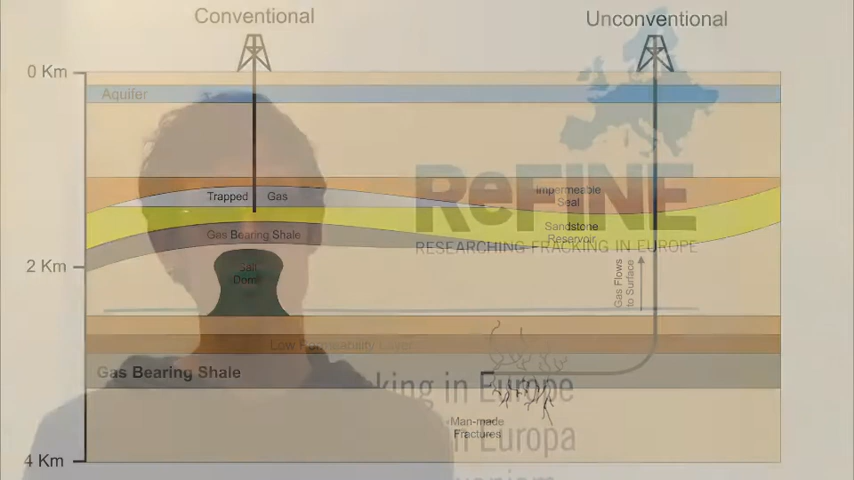 Conventional
Unconventional
0 Km
Aquifer
Trapped Gas
Impermeable
Seal
ReFINE
Gas Bearing Shale
Sandstone
Reservoir
RESEARCHING FRACKING IN EUROPE
2 Km
Salt
Dome
Gas Flows
to Surface
Low Permeability Layer
Gas Bearing Shale
king in Europe
Man-made
Fractures
n Europa
4 Km